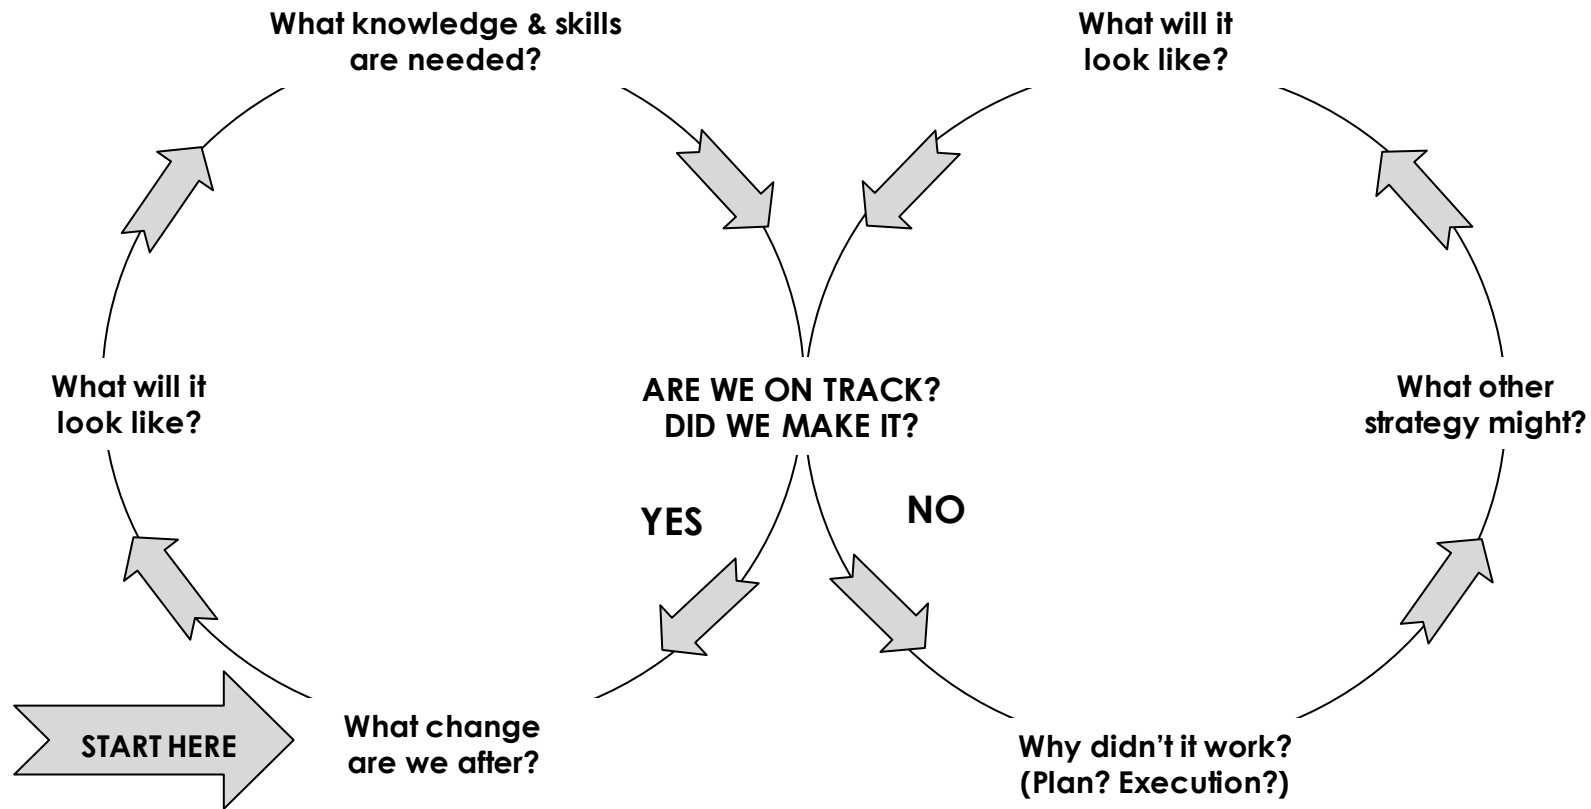 What knowledge & skills
are needed?
What will it
look like?
What will it
look like?
ARE WE ON TRACK?
DID WE MAKE IT?
What other
strategy might?
YES
NO
START HERE
What change
are we after?
Why didn't it work?
(Plan? Execution?)